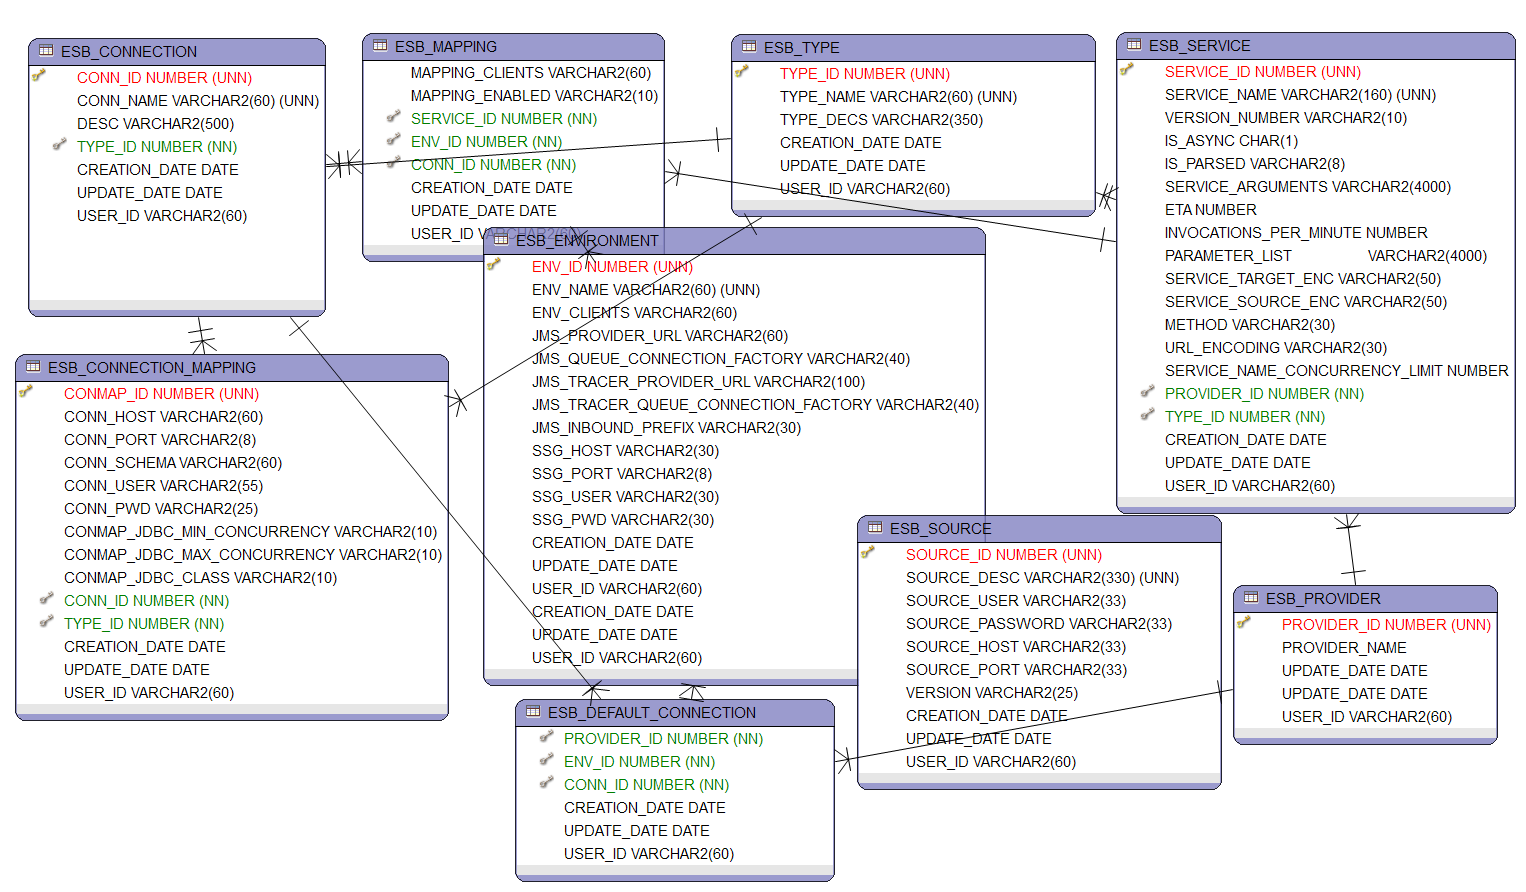 ESB_CONNECTION
CONN_ID NUMBER (UNN)
CONN_NAME VARCHAR2(60) (UNN)
DESC VARCHAR2(500)
TYPE_ID NUMBER (NN)
CREATION_DATE DATE
UPDATE_DATE DATE
USER_ID VARCHAR2(60)
ESB_MAPPING
MAPPING_CLIENTS VARCHAR2(60)
MAPPING_ENABLED VARCHAR2(10)
SERVICE_ID NUMBER (NN)
ENV_ID NUMBER (NN)
CONN_ID NUMBER (NN)
CREATION_DATE DATE
UPDATE_DATE DATE
USER_ID VARCHAR2(60)
ESB_TYPE
TYPE_ID NUMBER (UNN)
TYPE_NAME VARCHAR2(60) (UNN)
TYPE_DECS VARCHAR2(350)
CREATION_DATE DATE
UPDATE_DATE DATE
USER_ID VARCHAR2(60)
ESB_SERVICE
SERVICE_ID NUMBER (UNN)
SERVICE_NAME VARCHAR2(160) (UNN)
VERSION_NUMBER VARCHAR2(10)
IS_ASYNC CHAR(1)
IS_PARSED VARCHAR2(8)
SERVICE_ARGUMENTS VARCHAR2(4000)
ETA NUMBER
INVOCATIONS_PER_MINUTE NUMBER
PARAMETER_LIST VARCHAR2(4000)
SERVICE_TARGET_ENC VARCHAR2(50)
SERVICE_SOURCE_ENC VARCHAR2(50)
METHOD VARCHAR2(30)
URL_ENCODING VARCHAR2(30)
SERVICE_NAME_CONCURRENCY_LIMIT NUMBER
PROVIDER_ID NUMBER (NN)
TYPE_ID NUMBER (NN)
CREATION_DATE DATE
UPDATE_DATE DATE
USER_ID VARCHAR2(60)
ESB_ENVIRONMENT
ENV_ID NUMBER (UNN)
ENV_NAME VARCHAR2(60) (UNN)
ENV_CLIENTS VARCHAR2(60)
JMS_PROVIDER_URL VARCHAR2(60)
JMS_QUEUE_CONNECTION_FACTORY VARCHAR2(40)
JMS_TRACER_PROVIDER_URL VARCHAR2(100)
JMS_TRACER_QUEUE_CONNECTION_FACTORY VARCHAR2(40)
JMS_INBOUND_PREFIX VARCHAR2(30)
SSG_HOST VARCHAR2(30)
SSG_PORT VARCHAR2(8)
SSG_USER VARCHAR2(30)
SSG_PWD VARCHAR2(30)
CREATION_DATE DATE
UPDATE_DATE DATE
USER_ID VARCHAR2(60)
CREATION_DATE DATE
UPDATE_DATE DATE
USER_ID VARCHAR2(60)
ESB_CONNECTION_MAPPING
CONMAP_ID NUMBER (UNN)
CONN_HOST VARCHAR2(60)
CONN_PORT VARCHAR2(8)
CONN_SCHEMA VARCHAR2(60)
CONN_USER VARCHAR2(55)
CONN_PWD VARCHAR2(25)
CONMAP_JDBC_MIN_CONCURRENCY VARCHAR2(10)
CONMAP_JDBC_MAX_CONCURRENCY VARCHAR2(10)
CONMAP_JDBC_CLASS VARCHAR2(10)
CONN_ID NUMBER (NN)
TYPE_ID NUMBER (NN)
CREATION_DATE DATE
UPDATE_DATE DATE
USER_ID VARCHAR2(60)
ESB_SOURCE
SOURCE_ID NUMBER (UNN)
SOURCE_DESC VARCHAR2(330) (UNN)
SOURCE_USER VARCHAR2(33)
SOURCE_PASSWORD VARCHAR2(33)
SOURCE_HOST VARCHAR2(33)
SOURCE_PORT VARCHAR2(33)
VERSION VARCHAR2(25)
CREATION_DATE DATE
UPDATE_DATE DATE
USER_ID VARCHAR2(60)
ESB_PROVIDER
PROVIDER_ID NUMBER (UNN)
PROVIDER_NAME
UPDATE_DATE DATE
UPDATE_DATE DATE
USER_ID VARCHAR2(60)
ESB_DEFAULT_CONNECTION
PROVIDER_ID NUMBER (NN)
ENV_ID NUMBER (NN)
CONN_ID NUMBER (NN)
CREATION_DATE DATE
UPDATE_DATE DATE
USER_ID VARCHAR2(60)